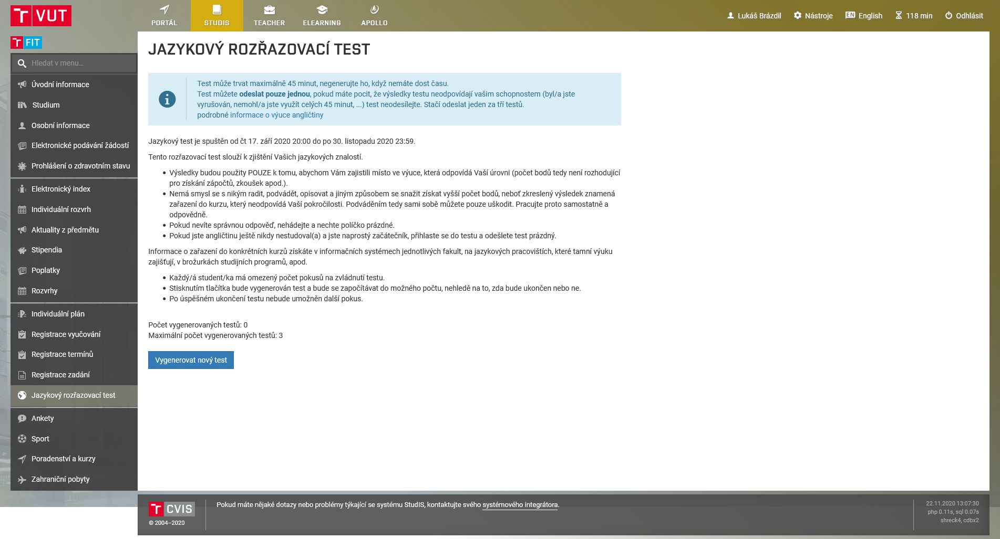 VUT
PORTÁL
STUDIS
TEACHER
ELEARNING
APOLLO
Lukáš Brázdil
Nástroje
EN English
118 min
Odhlásit
FIT
Hledat v menu...
Úvodní informace
Studium
Osobní informace
Elektronické podávání žádostí
Prohlášení o zdravotním stavu
Elektronický index
Individuální rozvrh
Aktuality z předmětu
Stipendia
Poplatky
Rozvrhy
Individuální plán
Registrace vyučování
Registrace termínů
Registrace zadání
Jazykový rozřazovací test
Ankety
Sport
Poradenství a kurzy
Zahraniční pobyty
JAZYKOVÝ ROZŘAZOVACÍ TEST
Test může trvat maximálně 45 minut, negenerujte ho, když nemáte dost času.
Test můžete odeslat pouze jednou, pokud máte pocit, že výsledky testu neodpovídají vašim schopnostem (byl/a jste
vyrušován, nemohl/a jste využít celých 45 minut, ...) test neodesílejte. Stačí odeslat jeden za tří testů.
podrobné informace o výuce angličtiny
Jazykový test je spuštěn od čt 17. září 2020 20:00 do po 30. listopadu 2020 23:59.
Tento rozřazovací test slouží k zjištění Vašich jazykových znalostí.
• Výsledky budou použity POUZE k tomu, abychom Vám zajistili místo ve výuce, která odpovídá Vaší úrovni (počet bodů tedy není rozhodující
pro získání zápočtů, zkoušek apod.).
• Nemá smysl se s nikým radit, podvádět, opisovat a jiným způsobem se snažit získat vyšší počet bodů, neboť zkreslený výsledek znamená
zařazení do kurzu, který neodpovídá Vaší pokročilosti. Podváděním tedy sami sobě můžete pouze uškodit. Pracujte proto samostatně a
odpovědně.
• Pokud nevíte správnou odpověď, nehádejte a nechte políčko prázdné.
• Pokud jste angličtinu ještě nikdy nestudoval(a) a jste naprostý začátečník, přihlaste se do testu a odešlete test prázdný.
Informace o zařazení do konkrétních kurzů získáte v informačních systémech jednotlivých fakult, na jazykových pracovištích, které tamní výuku
zajišťují, v brožurkách studijních programů, apod.
• Každý/á student/ka má omezený počet pokusů na zvládnutí testu.
• Stisknutím tlačítka bude vygenerován test a bude se započítávat do možného počtu, nehledě na to, zda bude ukončen nebo ne.
• Po úspěšném ukončení testu nebude umožněn další pokus.
Počet vygenerovaných testů: 0
Maximální počet vygenerovaných testů: 3
Vygenerovat nový test
CVIS
© 2004–2020
Pokud máte nějaké dotazy nebo problémy týkající se systému StudIS, kontaktujte svého systémového integrátora.
22.11.2020 13:07:30
php 0.11s, sql 0.07s
shreck4, cdbx2